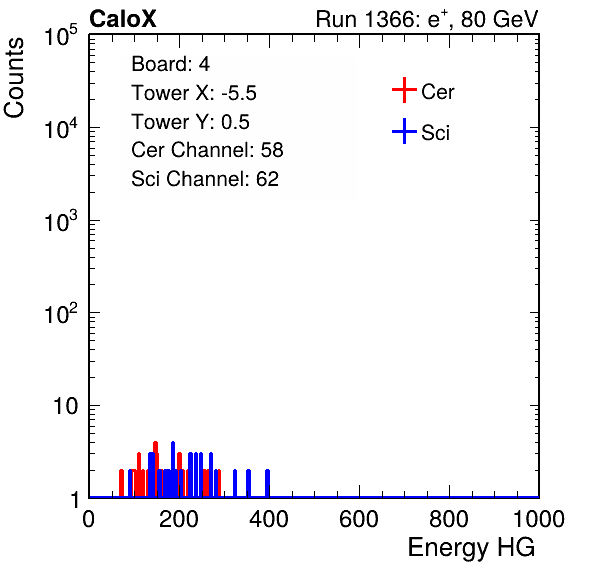 CaloX Run 1366: e⁺, 80 GeV
Counts
Board: 4
Tower X: -5.5
Tower Y: 0.5
Cer Channel: 58
Sci Channel: 62
Cer
Sci
10⁵
10⁴
10³
10²
10
1
0 200 400 600 800 1000
Energy HG